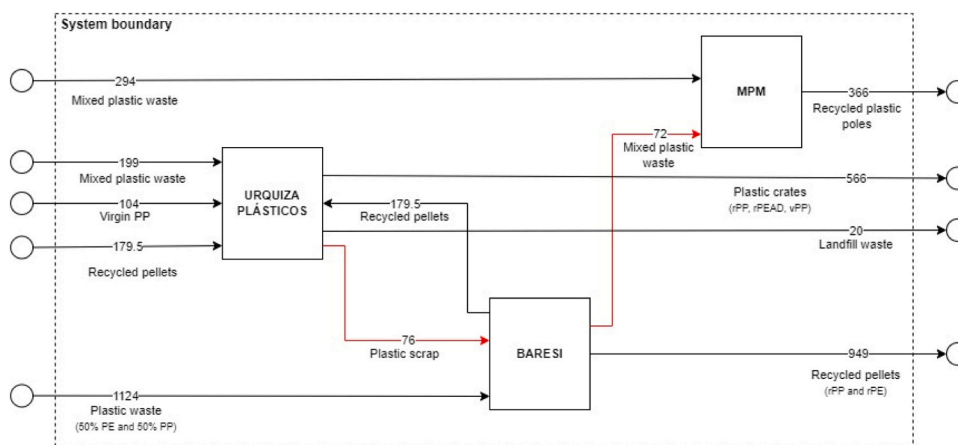 System boundary
294
Mixed plastic waste
MPM
366
Recycled plastic
poles
72
Mixed plastic
waste
199
Mixed plastic waste
104
Virgin PP
179.5
Recycled pellets
URQUIZA
PLÁSTICOS
566
Plastic crates
(rPP, rPEAD, vPP)
179.5
Recycled pellets
20
Landfill waste
76
Plastic scrap
BARESI
949
Recycled pellets
(rPP and rPE)
1124
Plastic waste
(50% PE and 50% PP)